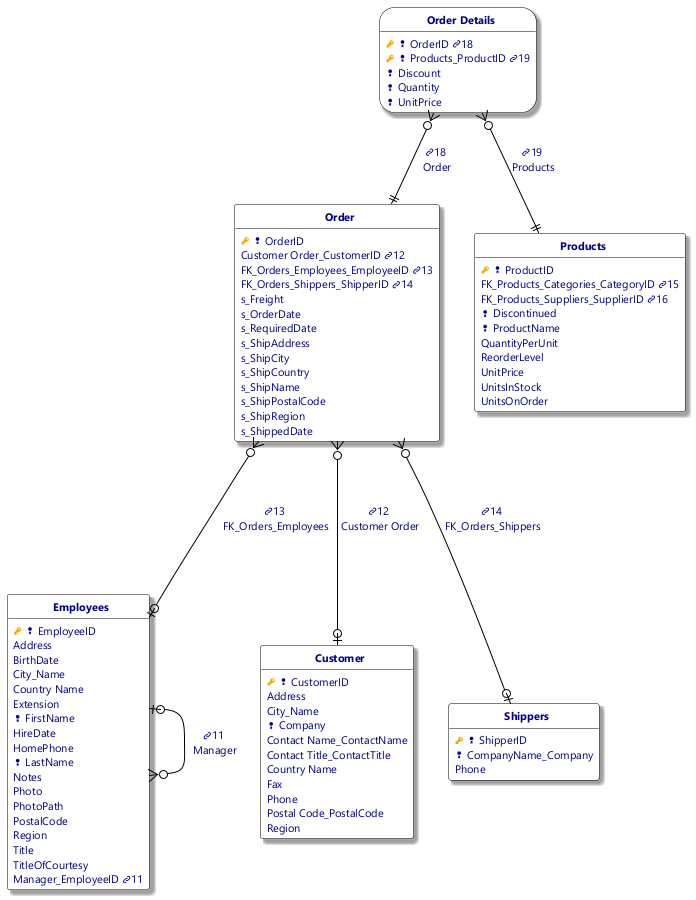 Order Details
OrderID 18
Products_ProductID 19
Discount
Quantity
UnitPrice
18
Order
19
Products
Order
OrderID
Customer Order_CustomerID 12
FK_Orders_Employees_EmployeeID 13
FK_Orders_Shippers_ShipperID 14
s_Freight
s_OrderDate
s_RequiredDate
s_ShipAddress
s_ShipCity
s_ShipCountry
s_ShipName
s_ShipPostalCode
s_ShipRegion
s_ShippedDate
Products
ProductID
FK_Products_Categories_CategoryID 15
FK_Products_Suppliers_SupplierID 16
Discontinued
ProductName
QuantityPerUnit
ReorderLevel
UnitPrice
UnitsInStock
UnitsOnOrder
13
FK_Orders_Employees
12
Customer Order
14
FK_Orders_Shippers
Employees
EmployeeID
Address
BirthDate
City_Name
Country Name
Extension
FirstName
HireDate
HomePhone
LastName
Notes
Photo
PhotoPath
PostalCode
Region
Title
TitleOfCourtesy
Manager_EmployeeID 11
11
Manager
Customer
CustomerID
Address
City_Name
Company
Contact Name_ContactName
Contact Title_ContactTitle
Country Name
Fax
Phone
Postal Code_PostalCode
Region
Shippers
ShipperID
CompanyName_Company
Phone